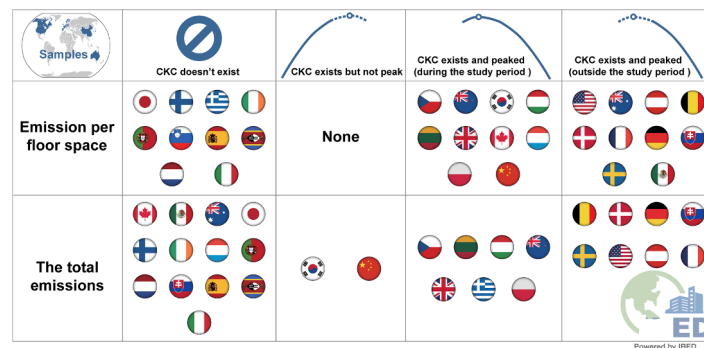 Samples
CKC doesn't exist
CKC exists but not peak
CKC exists and peaked
(during the study period )
CKC exists and peaked
(outside the study period )
Emission per
floor space
None
The total
emissions
ED
Powered by IBED